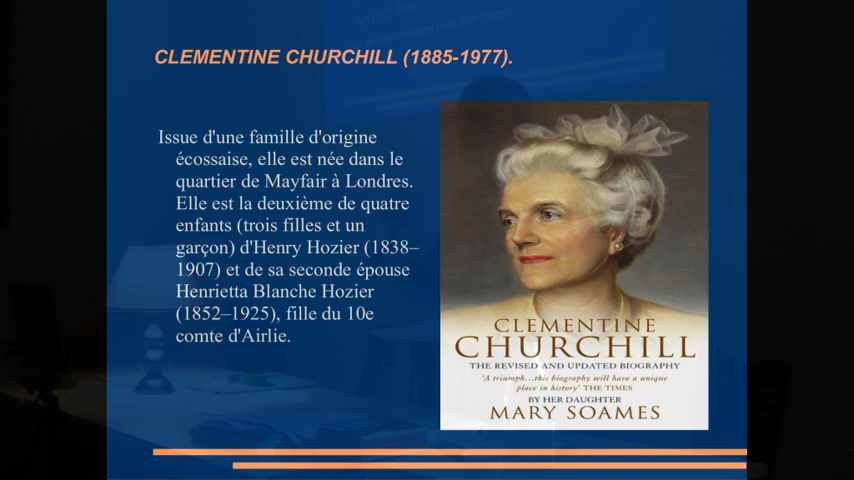 CLEMENTINE CHURCHILL (1885-1977).
Issue d'une famille d'origine
écossaise, elle est née dans le
quartier de Mayfair à Londres.
Elle est la deuxième de quatre
enfants (trois filles et un
garçon) d'Henry Hozier (1838–
1907) et de sa seconde épouse
Henrietta Blanche Hozier
(1852–1925), fille du 10e
comte d'Airlie.
CLEMENTINE
CHURCHILL
THE REVISED AND UPDATED BIOGRAPHY
'A triumph...this biography will have a unique
place in history' THE TIMES
BY HER DAUGHTER
MARY SOAMES